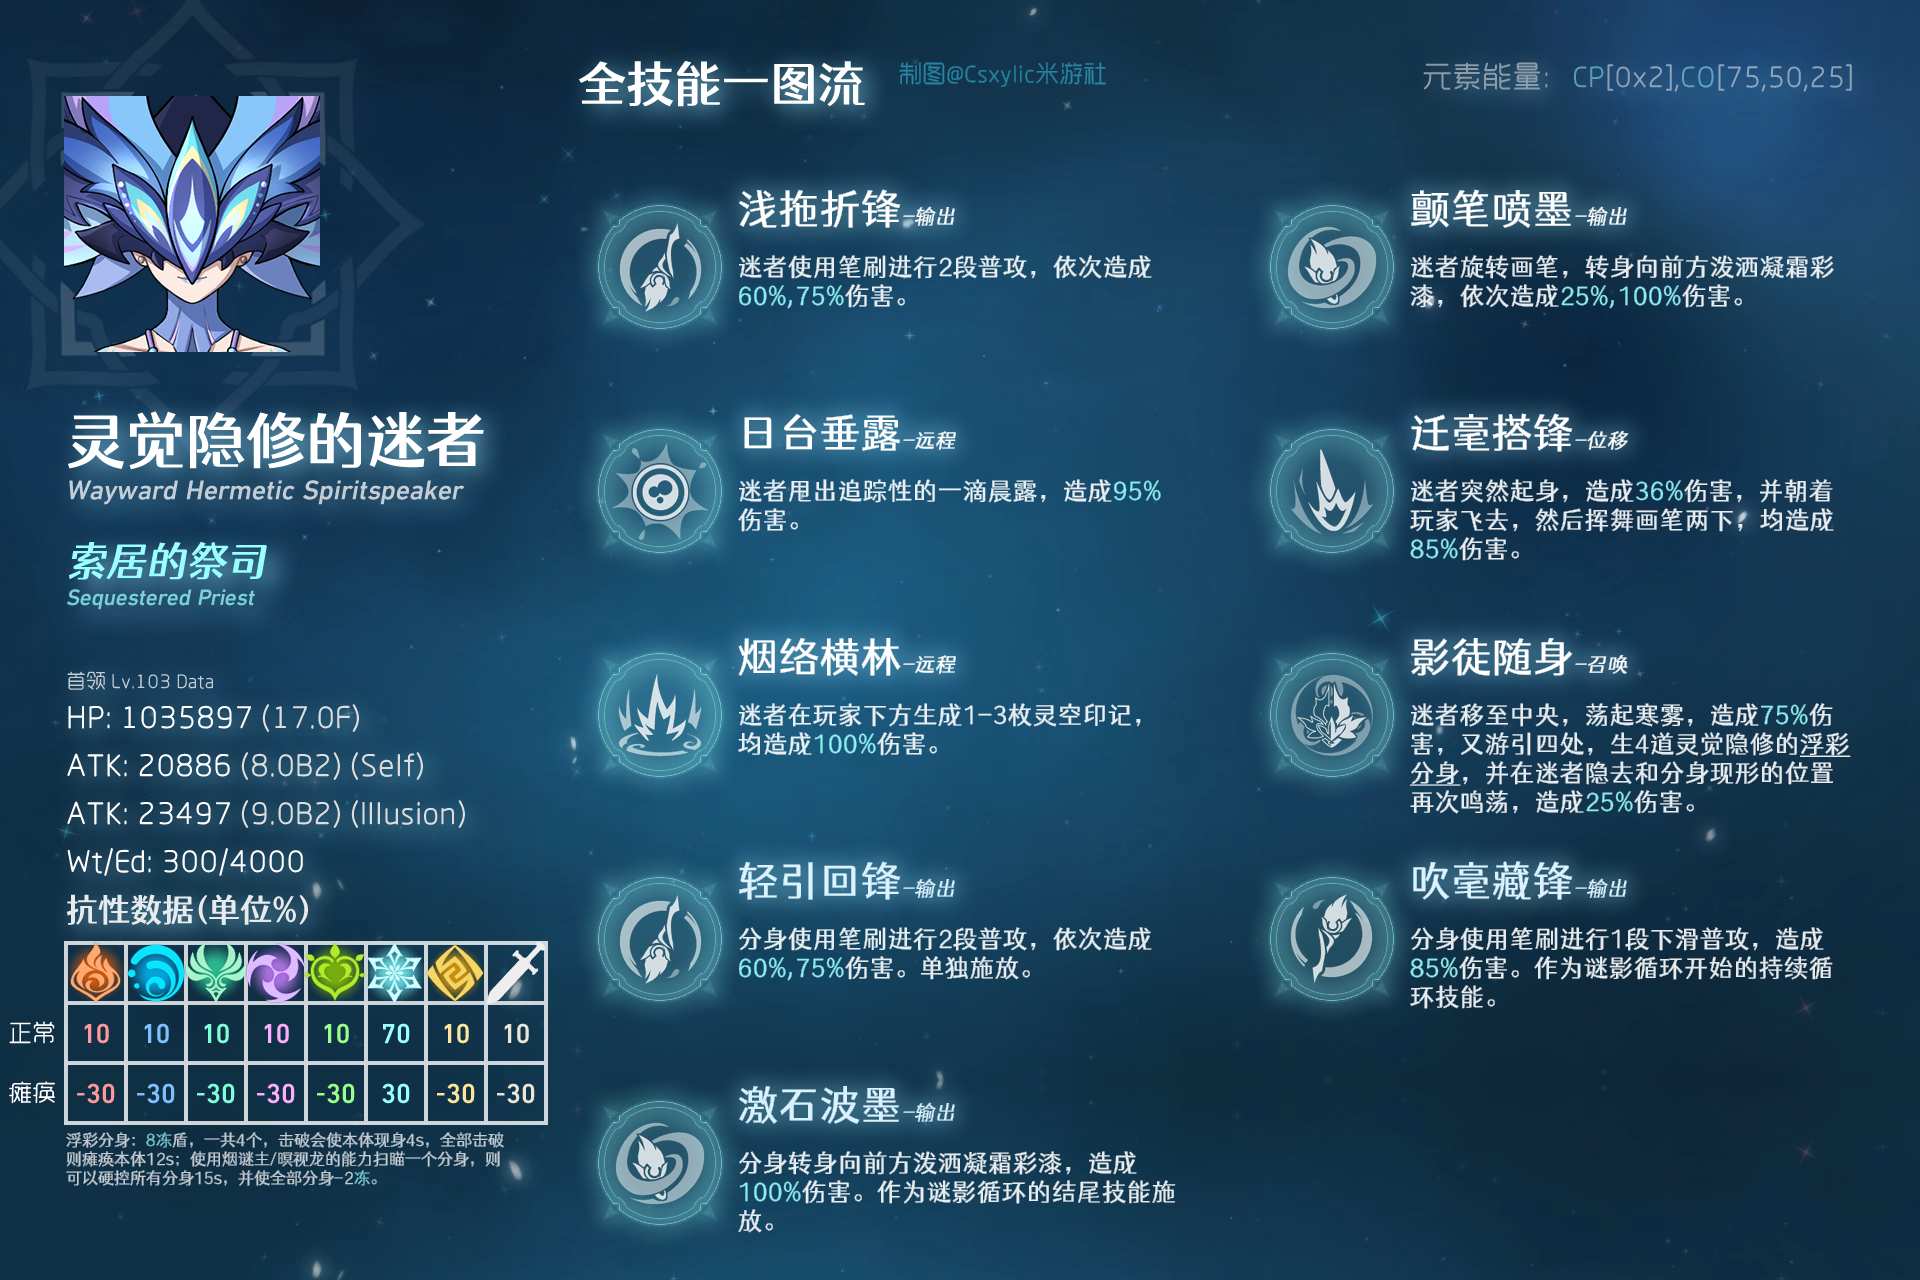 全技能一图流
制图@Csxylic米游社
元素能量: CP[0x2],CO[75,50,25]
灵觉隐修的迷者
Wayward Hermetic Spiritspeaker
索居的祭司
Sequestered Priest
首领 Lv.103 Data
HP: 1035897 (17.0F)
ATK: 20886 (8.0B2) (Self)
ATK: 23497 (9.0B2) (Illusion)
Wt/Ed: 300/4000
抗性数据(单位%)
正常 10 10 10 10 10 70 10 10
瘫痪 -30 -30 -30 -30 -30 30 -30 -30
浮彩分身: 8冻盾，一共4个，击破会使本体现身4s，全部击破
则瘫痪本体12s; 使用烟谜主/暝视龙的能力扫瞄一个分身，则
可以硬控所有分身15s，并使全部分身-2冻。
浅拖折锋-输出
迷者使用笔刷进行2段普攻，依次造成
60%,75%伤害。
颤笔喷墨-输出
迷者旋转画笔，转身向前方泼洒凝霜彩
漆，依次造成25%,100%伤害。
日台垂露-远程
迷者甩出追踪性的一滴晨露，造成95%
伤害。
迁毫搭锋-位移
迷者突然起身，造成36%伤害，并朝着
玩家飞去，然后挥舞画笔两下，均造成
85%伤害。
烟络横林-远程
迷者在玩家下方生成1-3枚灵空印记，
均造成100%伤害。
影徒随身-召唤
迷者移至中央，荡起寒雾，造成75%伤
害，又游引四处，生4道灵觉隐修的浮彩
分身，并在迷者隐去和分身现形的位置
再次鸣荡，造成25%伤害。
轻引回锋-输出
分身使用笔刷进行2段普攻，依次造成
60%,75%伤害。单独施放。
吹毫藏锋-输出
分身使用笔刷进行1段下滑普攻，造成
85%伤害。作为谜影循环开始的持续循
环技能。
激石波墨-输出
分身转身向前方泼洒凝霜彩漆，造成
100%伤害。作为谜影循环的结尾技能施
放。